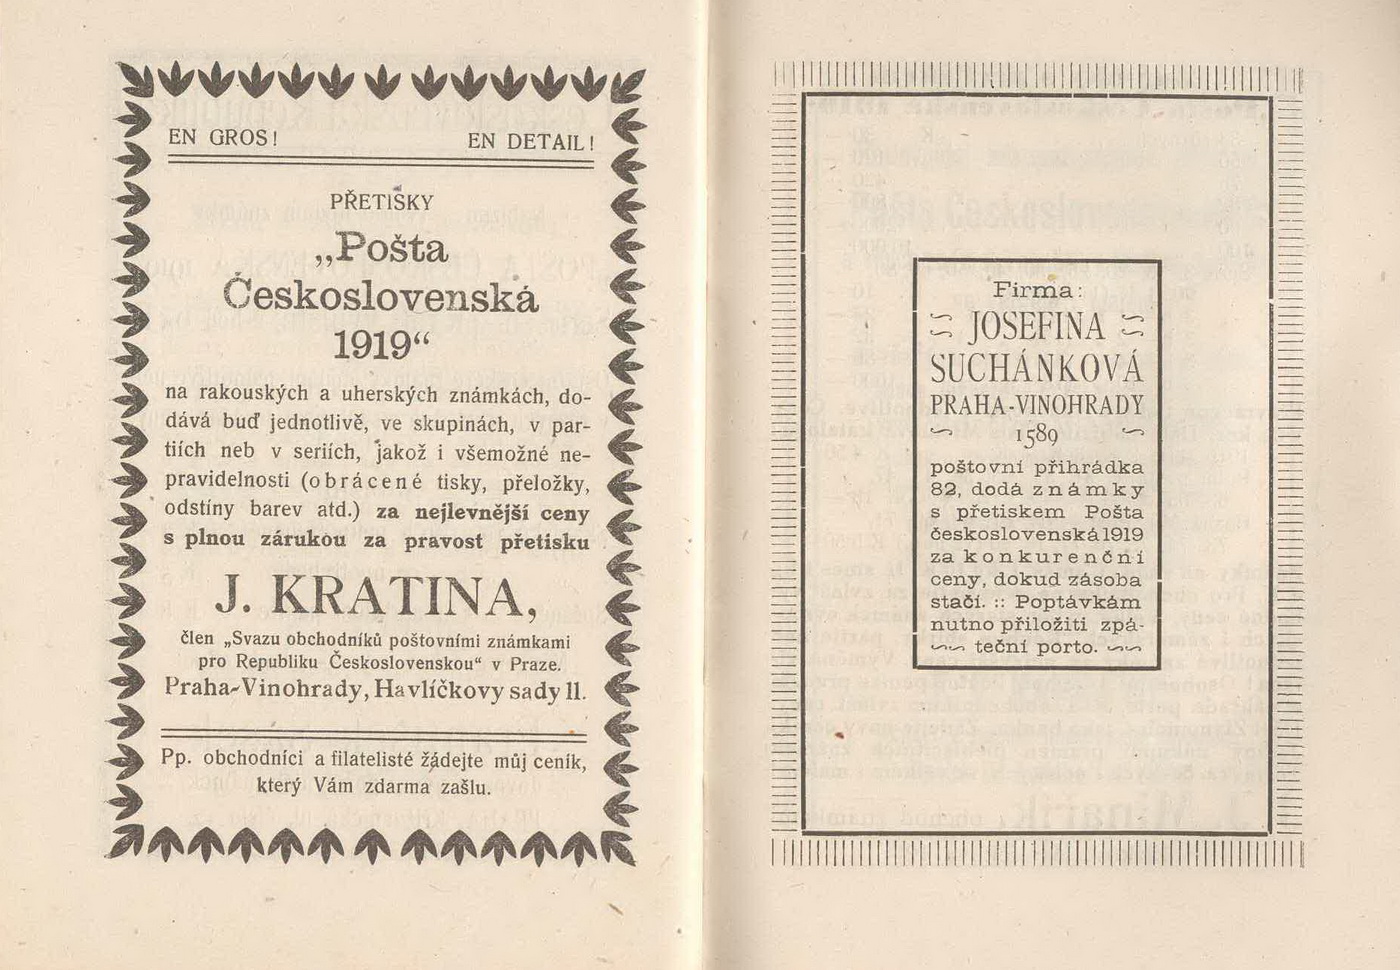 EN GROS! EN DETAIL!
PŘETISKY
„Pošta
Československá
1919“
na rakouských a uherských známkách, do-
dává buď jednotlivě, ve skupinách, v par-
tiích neb v seriích, jakož i všemožné ne-
pravidelnosti (obrácené tisky, přeložky,
odstíny barev atd.) za nejlevnější ceny
s plnou zárukou za pravost přetisku
J. KRATINA,
člen „Svazu obchodníků poštovními známkami
pro Republiku Československou“ v Praze.
Praha-Vinohrady, Havlíčkovy sady 11.
Pp. obchodníci a filatelisté žádejte můj ceník,
který Vám zdarma zašlu.
Firma:
JOSEFINA
SUCHÁNKOVÁ
PRAHA-VINOHRADY
1589
poštovní přihrádka
82, dodá známky
s přetiskem Pošta
československá 1919
za konkurenční
ceny, dokud zásoba
stačí. :: Poptávkám
nutno přiložiti zpá-
teční porto.